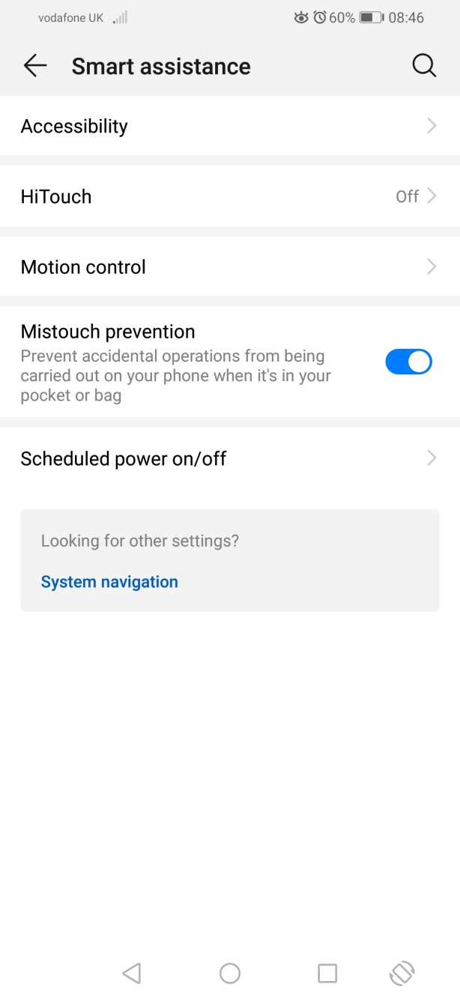 vodafone UK 60% 08:46
Smart assistance
Accessibility
HiTouch Off
Motion control
Mistouch prevention
Prevent accidental operations from being
carried out on your phone when it's in your
pocket or bag
Scheduled power on/off
Looking for other settings?
System navigation